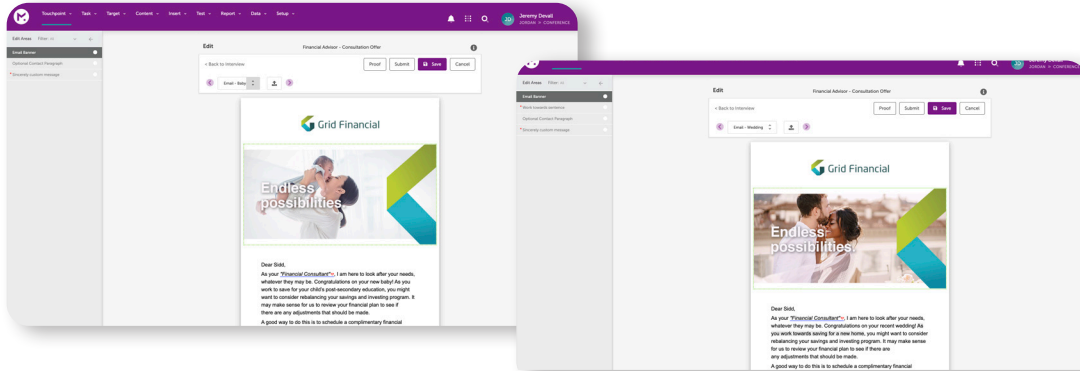 Touchpoint
Task
Target
Content
Insert
Test
Report
Data
Setup
JD
Jeremy Devall
JORDAN > CONFERENCE
Edit Areas Filter:
Email Banner
Optional Contact Paragraph
* Sincerely custom message
Edit
Financial Advisor - Consultation Offer
< Back to Interview
Proof
Submit
Save
Cancel
Email - Baby
Grid Financial
Endless
possibilities.
Dear Sidd,
As your "Financial Consultant", I am here to look after your needs,
whatever they may be. Congratulations on your new baby! As you
work to save for your child's post-secondary education, you might
want to consider rebalancing your savings and investing program. It
may make sense for us to review your financial plan to see if
there are any adjustments that should be made.
A good way to do this is to schedule a complimentary financial
JORDAN > CONFERENCE
Edit Areas Filter:
Email Banner
* Work towards sentence
Optional Contact Paragraph
* Sincerely custom message
Edit
Financial Advisor - Consultation Offer
< Back to Interview
Proof
Submit
Save
Cancel
Email - Wedding
Grid Financial
Endless
possibilities.
Dear Sidd,
As your "Financial Consultant", I am here to look after your needs,
whatever they may be. Congratulations on your recent wedding! As
you work towards saving for a new home, you might want to consider
rebalancing your savings and investing program. It may make sense
for us to review your financial plan to see if there are
any adjustments that should be made.
A good way to do this is to schedule a complimentary financial